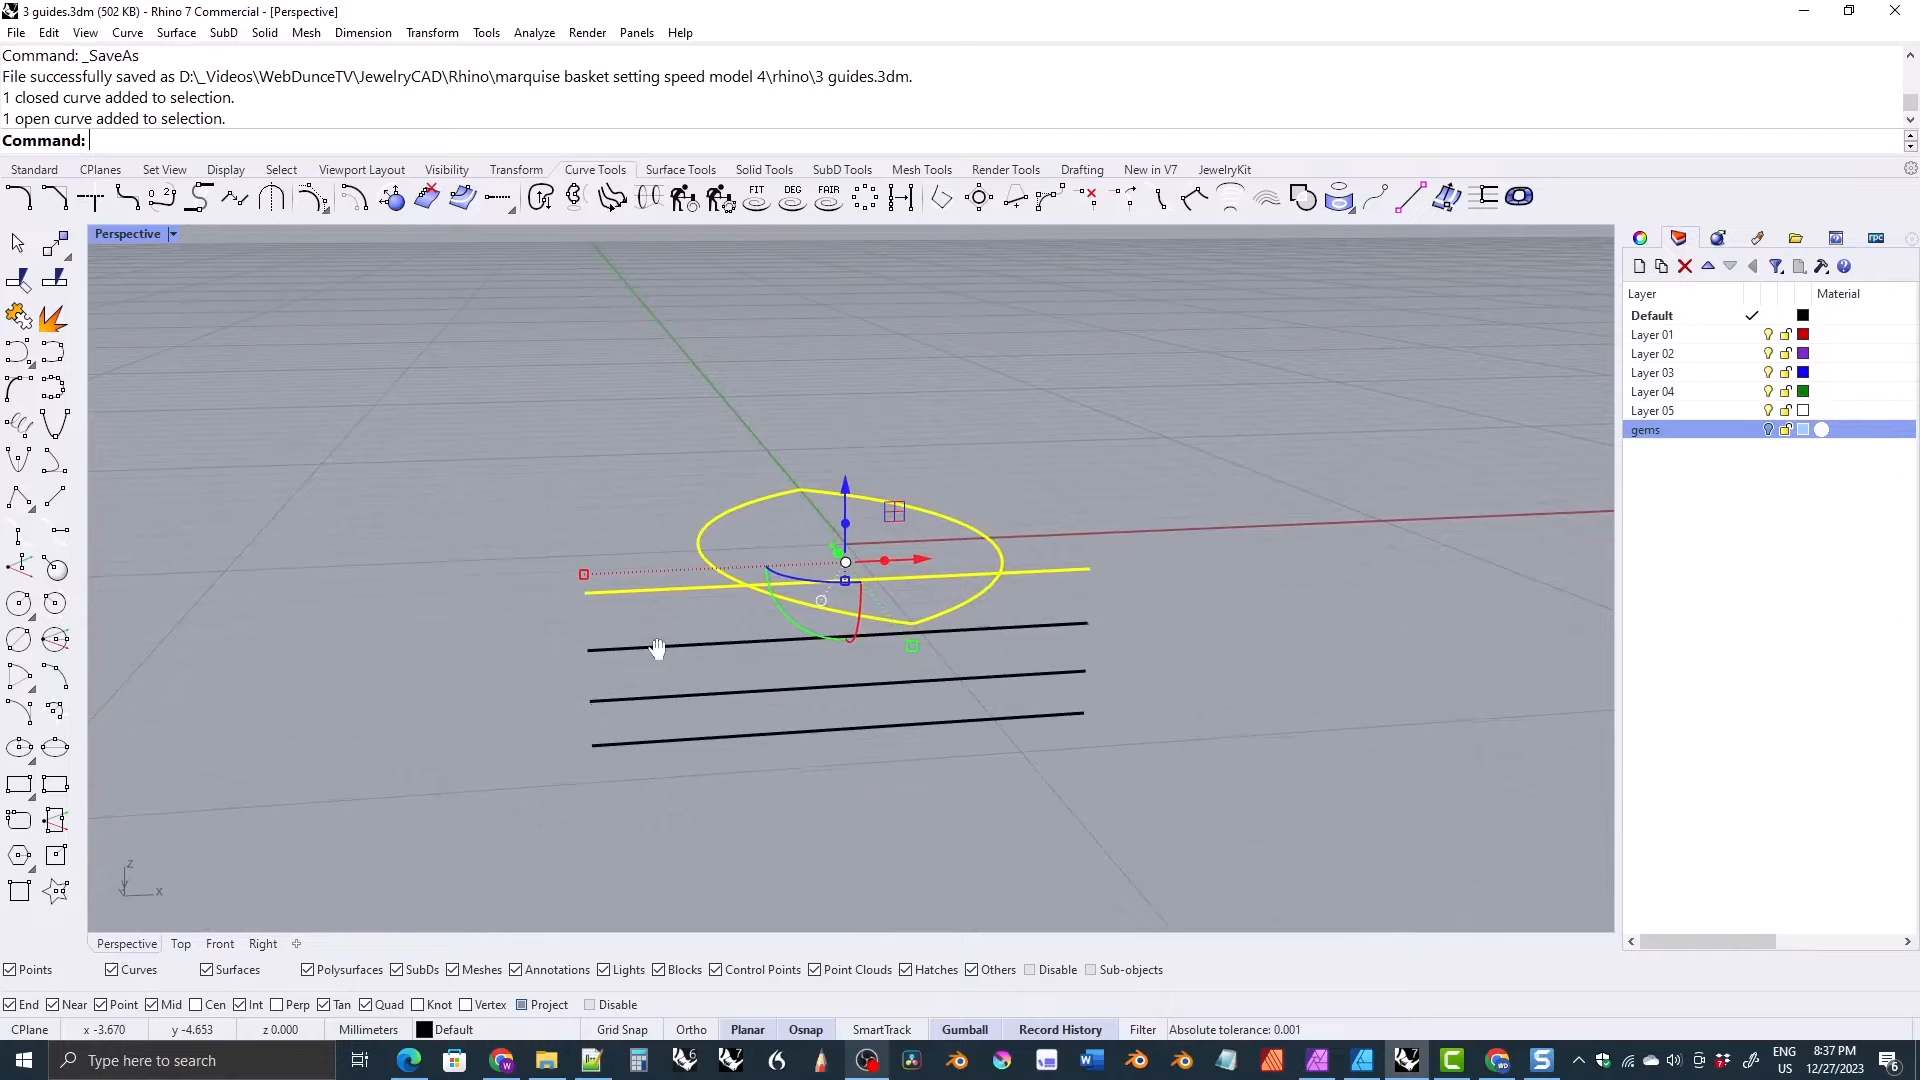 3 guides.3dm (502 KB) - Rhino 7 Commercial - [Perspective]
File Edit View Curve Surface SubD Solid Mesh Dimension Transform Tools Analyze Render Panels Help
Command: _SaveAs
File successfully saved as D:\_Videos\WebDunceTV\JewelryCAD\Rhino\marquise basket setting speed model 4\rhino\3 guides.3dm.
1 closed curve added to selection.
1 open curve added to selection.
Command:
Standard CPlanes Set View Display Select Viewport Layout Visibility Transform Curve Tools Surface Tools Solid Tools SubD Tools Mesh Tools Render Tools Drafting New in V7 JewelryKit
FIT DEG FAIR
Perspective
rpc
Layer Material
Default
Layer 01
Layer 02
Layer 03
Layer 04
Layer 05
gems
z
x
Perspective Top Front Right
Points Curves Surfaces Polysurfaces SubDs Meshes Annotations Lights Blocks Control Points Point Clouds Hatches Others Disable Sub-objects
End Near Point Mid Cen Int Perp Tan Quad Knot Vertex Project Disable
CPlane x -3.670 y -4.653 z 0.000 Millimeters Default Grid Snap Ortho Planar Osnap SmartTrack Gumball Record History Filter Absolute tolerance: 0.001
Type here to search
ENG
US
8:37 PM
12/27/2023
6